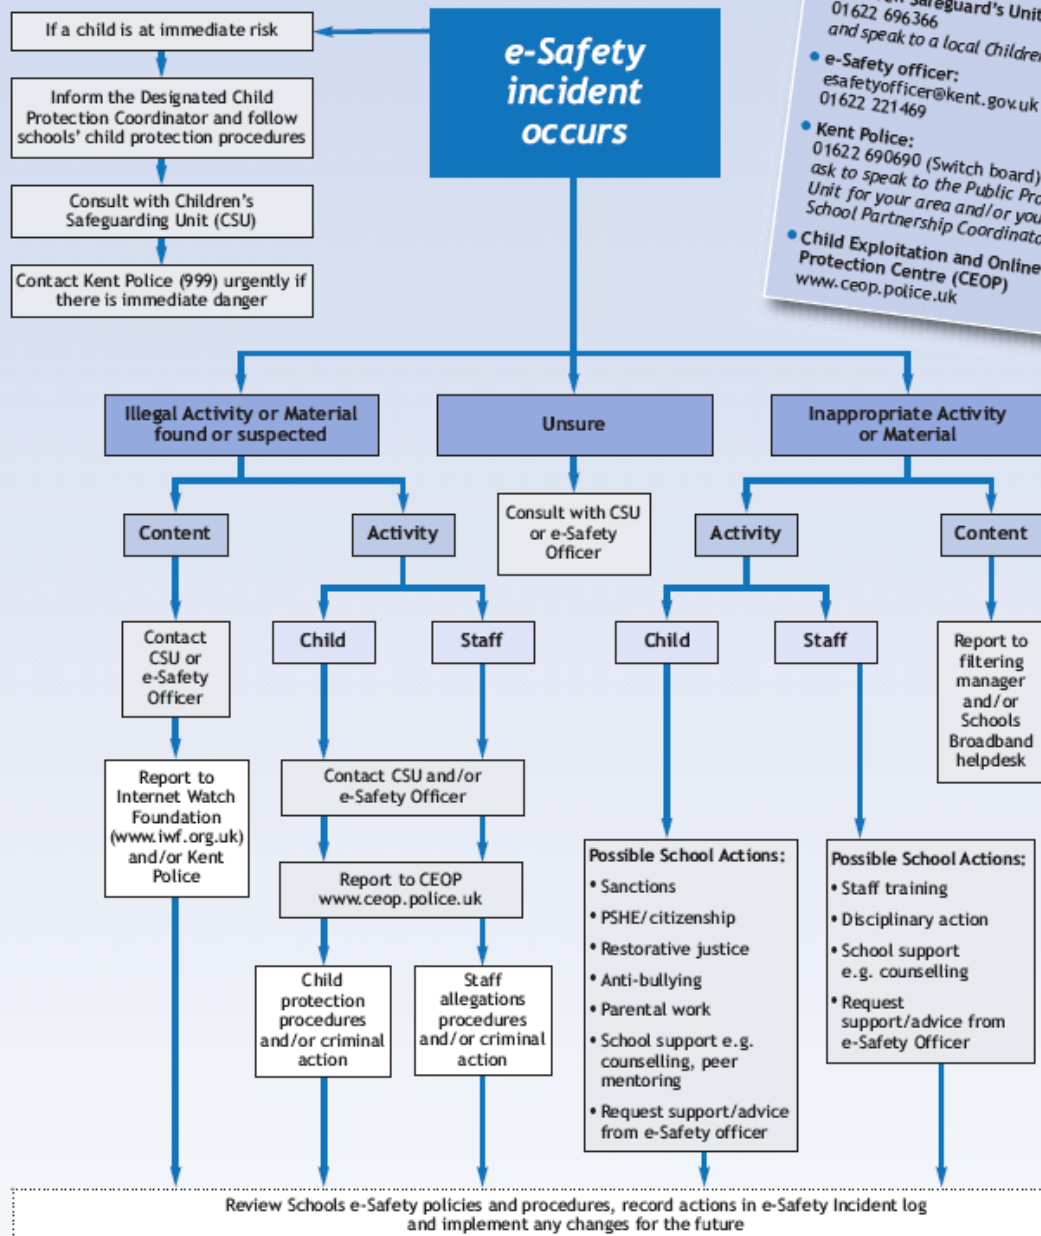 If a child is at immediate risk
Inform the Designated Child
Protection Coordinator and follow
schools' child protection procedures
Consult with Children's
Safeguarding Unit (CSU)
Contact Kent Police (999) urgently if
there is immediate danger
e-Safety
incident
occurs
Safeguard's Unit
01622 696366
and speak to a local
• e-Safety officer:
esafetyofficer@kent.gov.uk
01622 221469
• Kent Police:
01622 690690 (Switch board)
ask to speak to the Public
Unit for your area and/or
School Partnership
• Child Exploitation and Online
Protection Centre (CEOP)
www.ceop.police.uk
Illegal Activity or Material
found or suspected
Unsure
Inappropriate Activity
or Material
Content
Activity
Consult with CSU
or e-Safety
Officer
Activity
Content
Contact
CSU or
e-Safety
Officer
Child
Staff
Child
Staff
Report to
filtering
manager
and/or
Schools
Broadband
helpdesk
Report to
Internet Watch
Foundation
(www.iwf.org.uk)
and/or Kent
Police
Contact CSU and/or
e-Safety Officer
Report to CEOP
www.ceop.police.uk
Child
protection
procedures
and/or criminal
action
Staff
allegations
procedures
and/or criminal
action
Possible School Actions:
• Sanctions
• PSHE/citizenship
• Restorative justice
• Anti-bullying
• Parental work
• School support e.g.
counselling, peer
mentoring
• Request support/advice
from e-Safety officer
Possible School Actions:
• Staff training
• Disciplinary action
• School support
e.g. counselling
• Request
support/advice from
e-Safety Officer
Review Schools e-Safety policies and procedures, record actions in e-Safety Incident log
and implement any changes for the future